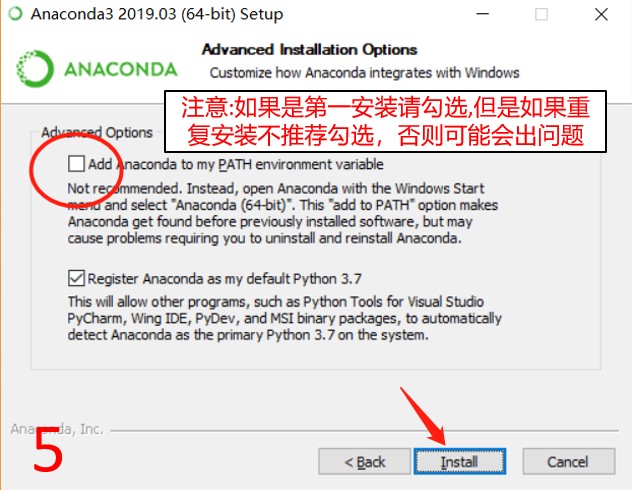 Anaconda3 2019.03 (64-bit) Setup
ANACONDA
Advanced Installation Options
Customize how Anaconda integrates with Windows
注意:如果是第一安装请勾选,但是如果重
复安装不推荐勾选，否则可能会出问题
Advanced Options
Add Anaconda to my PATH environment variable
Not recommended. Instead, open Anaconda with the Windows Start
menu and select "Anaconda (64-bit)". This "add to PATH" option makes
Anaconda get found before previously installed software, but may
cause problems requiring you to uninstall and reinstall Anaconda.
Register Anaconda as my default Python 3.7
This will allow other programs, such as Python Tools for Visual Studio
PyCharm, Wing IDE, PyDev, and MSI binary packages, to automatically
detect Anaconda as the primary Python 3.7 on the system.
Anaconda, Inc.
5
< Back
Install
Cancel